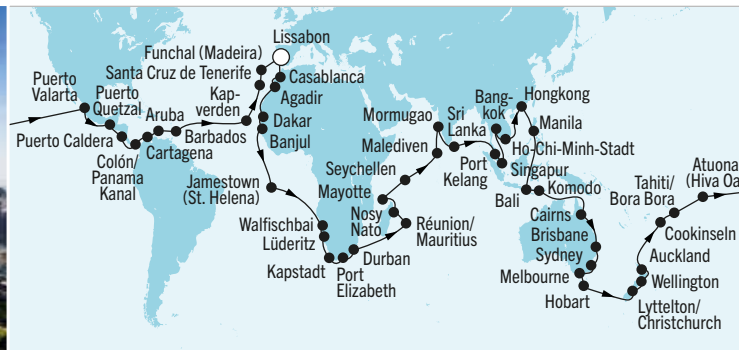 Lissabon
Funchal (Madeira)
Santa
Cruz de Tenerife
Casablanca
Agadir
Kap-
verden
Dakar
Banjul
Puerto
Valarta
Puerto
Quetzal
Puerto Caldera
Colón/
Panama
Kanal
Cartagena
Aruba
Barbados
Jamestown
(St. Helena)
Walfischbai
Lüderitz
Kapstadt
Port
Elizabeth
Durban
Réunion/
Mauritius
Nosy
Nato
Mayotte
Seychellen
Malediven
Mormugao
Sri
Lanka
Port
Kelang
Singapur
Bang-
kok
Ho-Chi-Minh-Stadt
Hongkong
Manila
Bali
Komodo
Cairns
Brisbane
Sydney
Melbourne
Hobart
Lyttelton/
Christchurch
Wellington
Auckland
Cookinseln
Tahiti/
Bora Bora
Atuona
(Hiva Oa